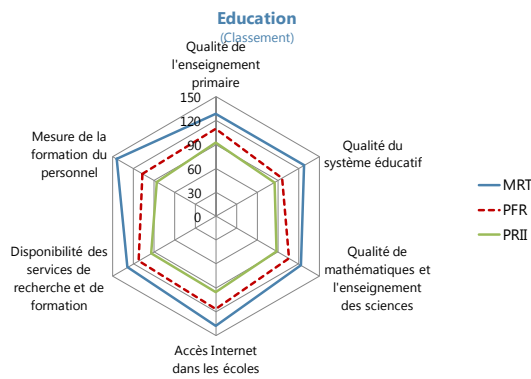 Education
(Classement)
Qualité de
l'enseignement
primaire
150
120
90
60
30
0
Qualité du
système éducatif
Qualité de
mathématiques et
l'enseignement
des sciences
Accès Internet
dans les écoles
Disponibilité des
services de
recherche et de
formation
Mesure de la
formation du
personnel
MRT
PFR
PRII